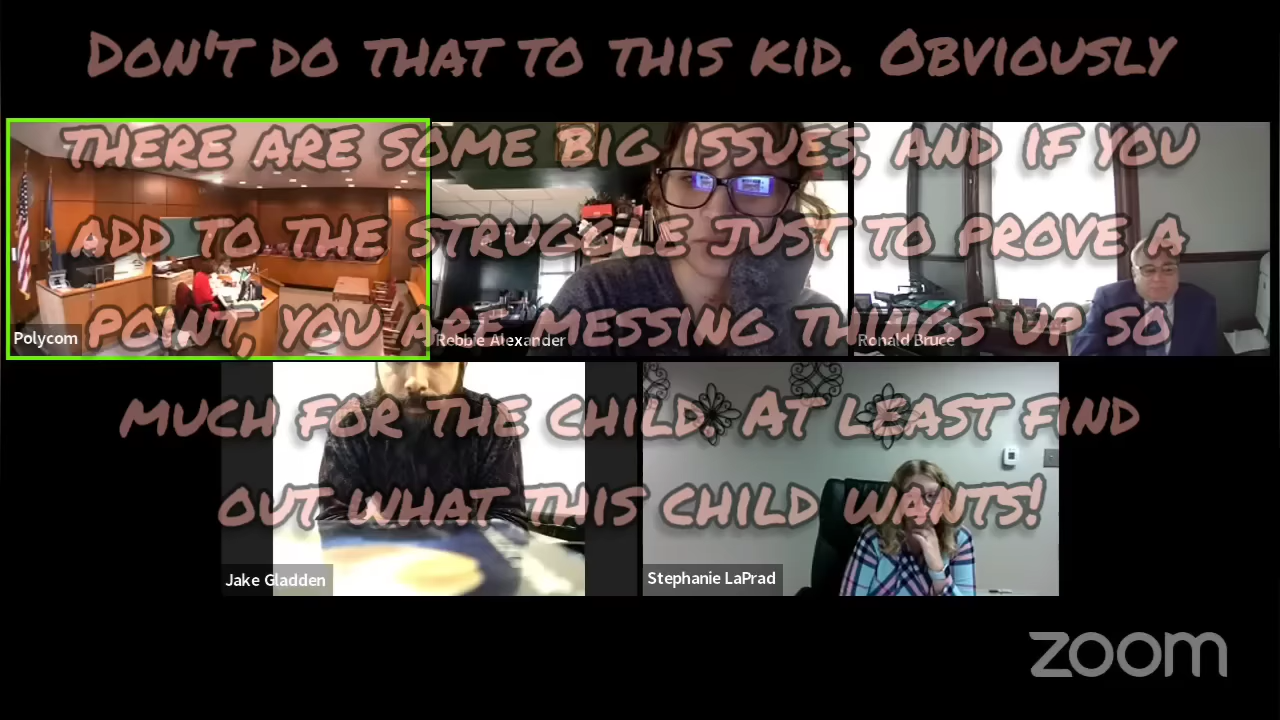 DON'T DO THAT TO THIS KID. OBVIOUSLY
THERE ARE SOME BIG ISSUES, AND IF YOU
ADD TO THE STRUGGLE JUST TO PROVE A
POINT, YOU ARE MESSING THINGS UP SO
MUCH FOR THE CHILD. AT LEAST FIND
OUT WHAT THIS CHILD WANTS!
Polycom
Robbie Alexander
Ronald Bruce
Jake Gladden
Stephanie LaPrad
zoom